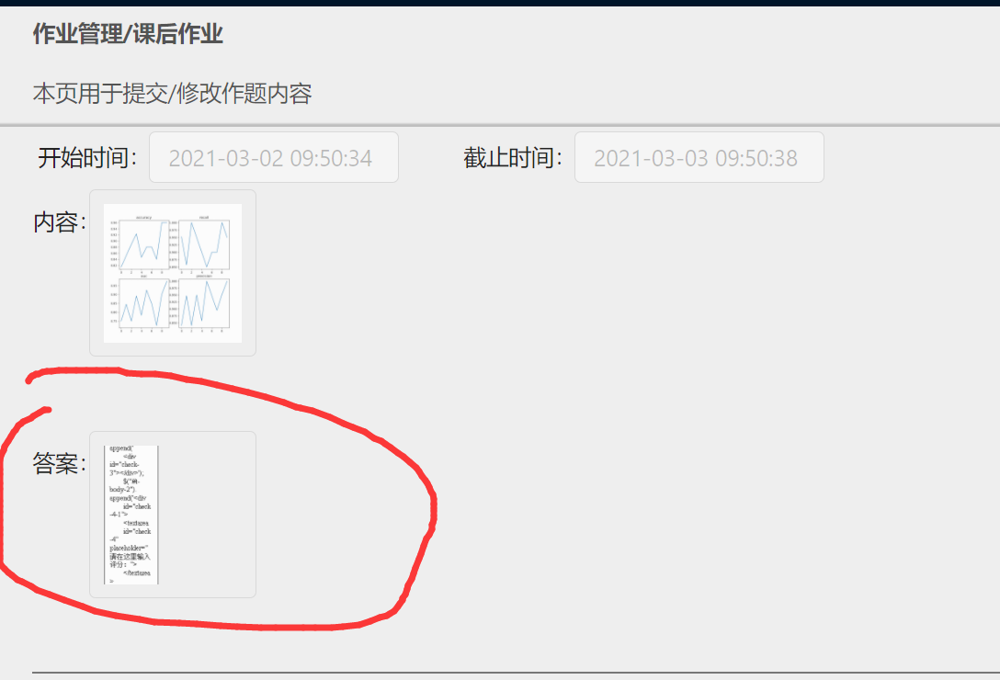 作业管理/课后作业
本页用于提交/修改作题内容
开始时间： 2021-03-02 09:50:34 截止时间： 2021-03-03 09:50:38
内容：
accuracy recall
答案：
append('
<div
id="check-
3"></div>');
body-2")
append('<div
id="check
-4-1">
<textarea
id="check
-4"
placeholder="
请在这里输入
评分：">
</textarea
>